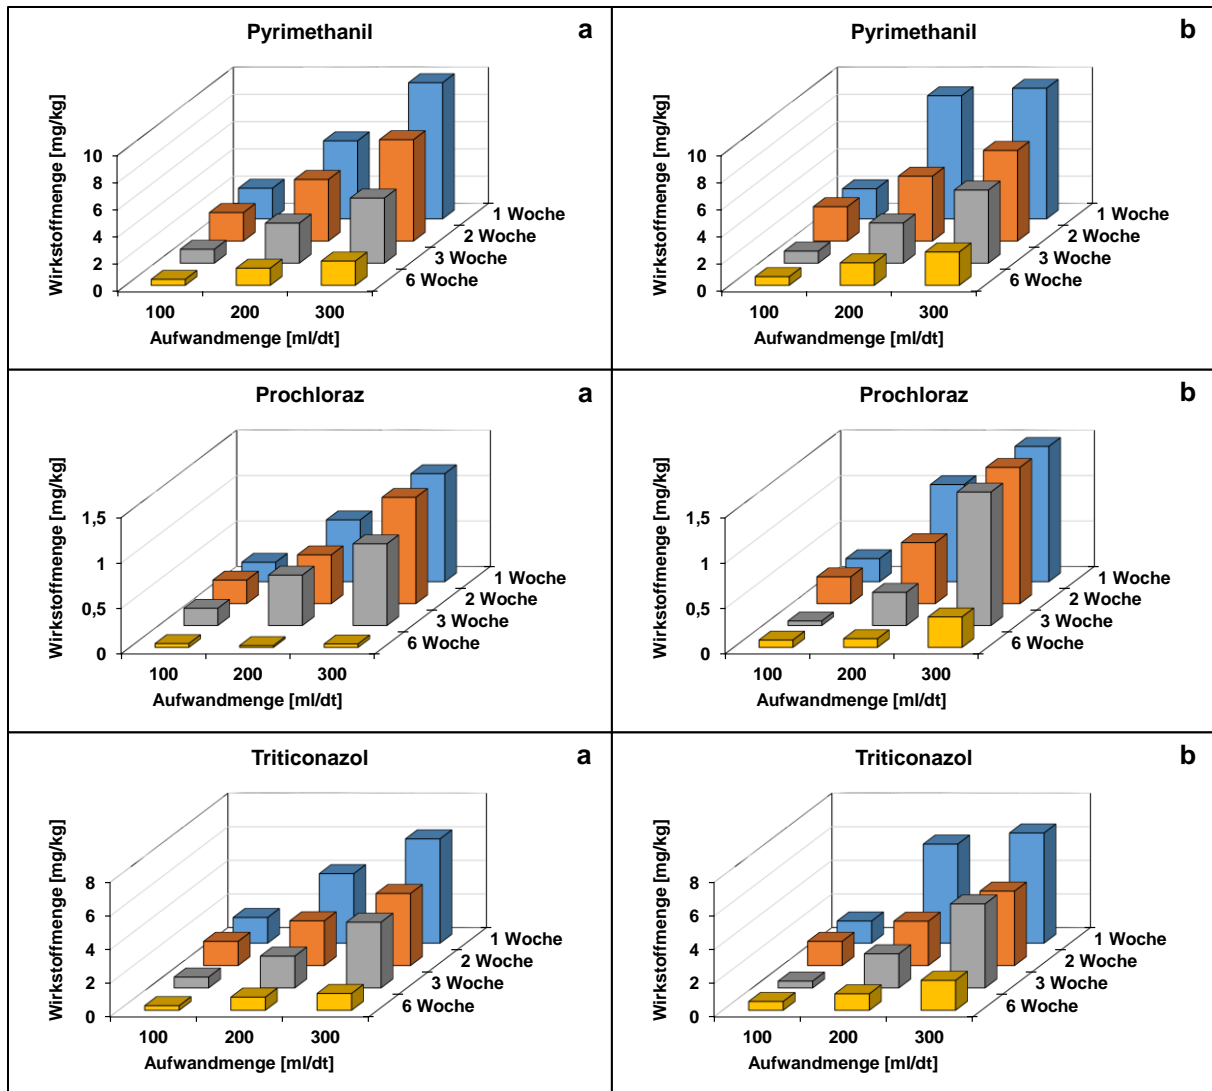 Pyrimethanil
a
Wirkstoffmenge [mg/kg]
10
8
6
4
2
0
100
200
300
1 Woche
2 Woche
3 Woche
6 Woche
Aufwandmenge [ml/dt]
Pyrimethanil
b
Wirkstoffmenge [mg/kg]
10
8
6
4
2
0
100
200
300
1 Woche
2 Woche
3 Woche
6 Woche
Aufwandmenge [ml/dt]
Prochloraz
a
Wirkstoffmenge [mg/kg]
1,5
1
0,5
0
100
200
300
1 Woche
2 Woche
3 Woche
6 Woche
Aufwandmenge [ml/dt]
Prochloraz
b
Wirkstoffmenge [mg/kg]
1,5
1
0,5
0
100
200
300
1 Woche
2 Woche
3 Woche
6 Woche
Aufwandmenge [ml/dt]
Triticonazol
a
Wirkstoffmenge [mg/kg]
8
6
4
2
0
100
200
300
1 Woche
2 Woche
3 Woche
6 Woche
Aufwandmenge [ml/dt]
Triticonazol
b
Wirkstoffmenge [mg/kg]
8
6
4
2
0
100
200
300
1 Woche
2 Woche
3 Woche
6 Woche
Aufwandmenge [ml/dt]